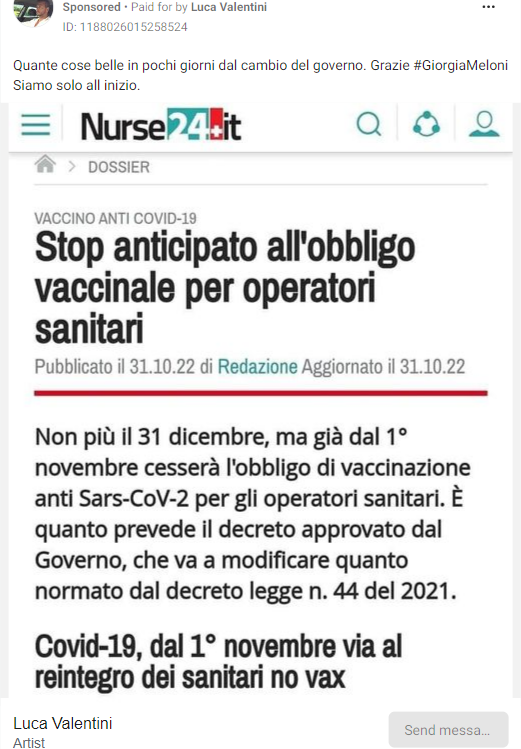 Sponsored • Paid for by Luca Valentini
ID: 1188026015258524
Quante cose belle in pochi giorni dal cambio del governo. Grazie #GiorgiaMeloni
Siamo solo all inizio.
Nurse24.it
DOSSIER
VACCINO ANTI COVID-19
Stop anticipato all'obbligo
vaccinale per operatori
sanitari
Pubblicato il 31.10.22 di Redazione Aggiornato il 31.10.22
Non più il 31 dicembre, ma già dal 1°
novembre cesserà l'obbligo di vaccinazione
anti Sars-CoV-2 per gli operatori sanitari. È
quanto prevede il decreto approvato dal
Governo, che va a modificare quanto
normato dal decreto legge n. 44 del 2021.
Covid-19, dal 1° novembre via al
reintegro dei sanitari no vax
Luca Valentini
Artist
Send messa...